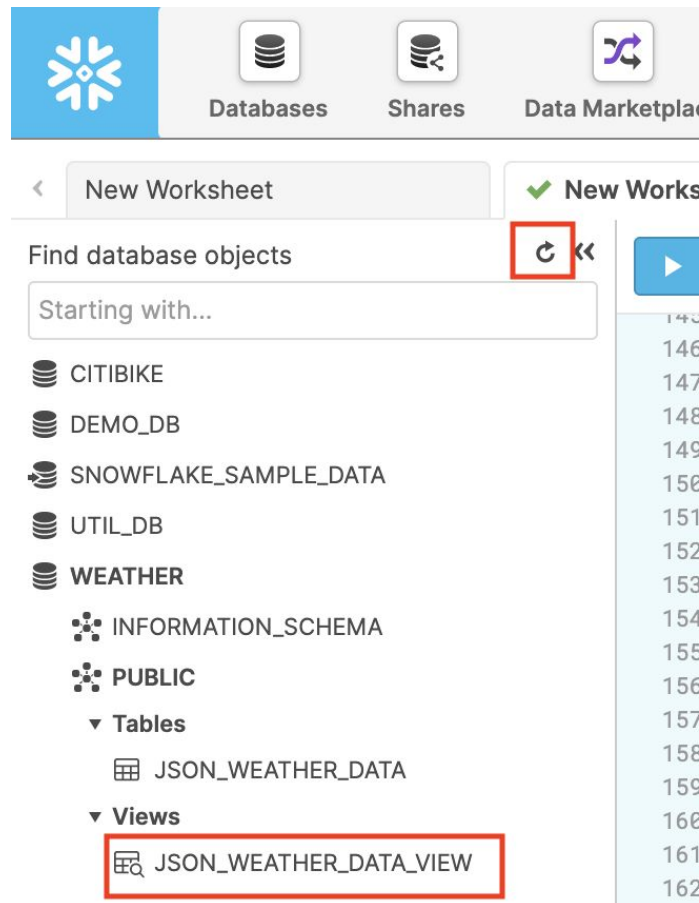 Databases
Shares
Data Marketplac
New Worksheet
New Works
Find database objects
Starting with...
CITIBIKE
DEMO_DB
SNOWFLAKE_SAMPLE_DATA
UTIL_DB
WEATHER
INFORMATION_SCHEMA
PUBLIC
Tables
JSON_WEATHER_DATA
Views
JSON_WEATHER_DATA_VIEW
145
146
147
148
149
150
151
152
153
154
155
156
157
158
159
160
161
162